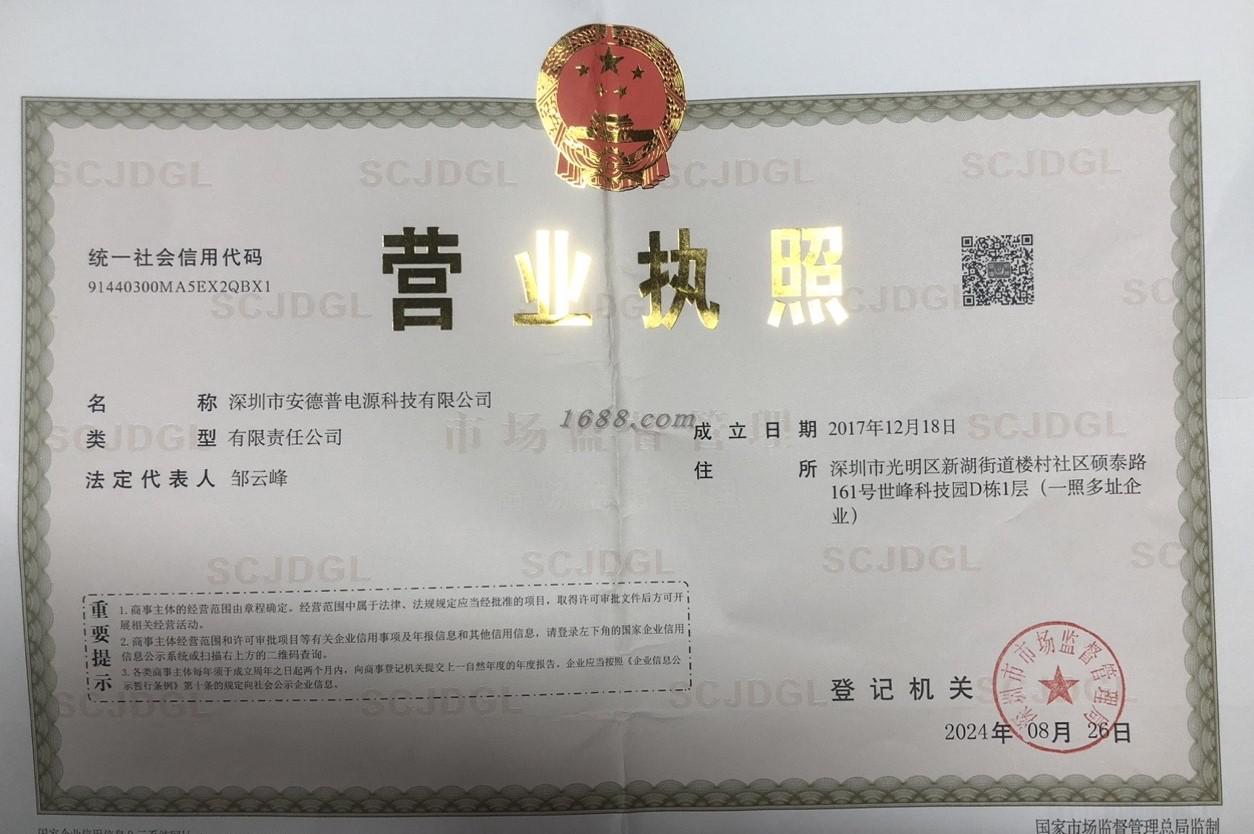 营业执照
统一社会信用代码
91440300MA5EX2QBX1
名称 深圳市安德普电源科技有限公司
类型 有限责任公司
法定代表人 邹云峰
1688.com
成立日期 2017年12月18日
住所 深圳市光明区新湖街道楼村社区硕泰路
161号世峰科技园D栋1层（一照多址企
业）
SCJDGL
市场监督管理
重要提示
1.商事主体的经营范围由章程确定。经营范围中属于法律、法规规定应当经批准的项目，取得许可审批文件后方可开
展相关经营活动。
2.商事主体经营范围和许可审批项目等有关企业信用事项及年报信息和其他信用信息，请登录左下角的国家企业信用
信息公示系统或扫描右上方的二维码查询。
3.各类商事主体每年须于成立周年之日起两个月内，向商事登记机关提交上一自然年度的年度报告。企业应当按照《企业信息公
示暂行条例》第十条的规定向社会公示企业信息。
登记机关
深圳市市场监督管理局
2024年 08月 26日
国家市场监督管理总局监制